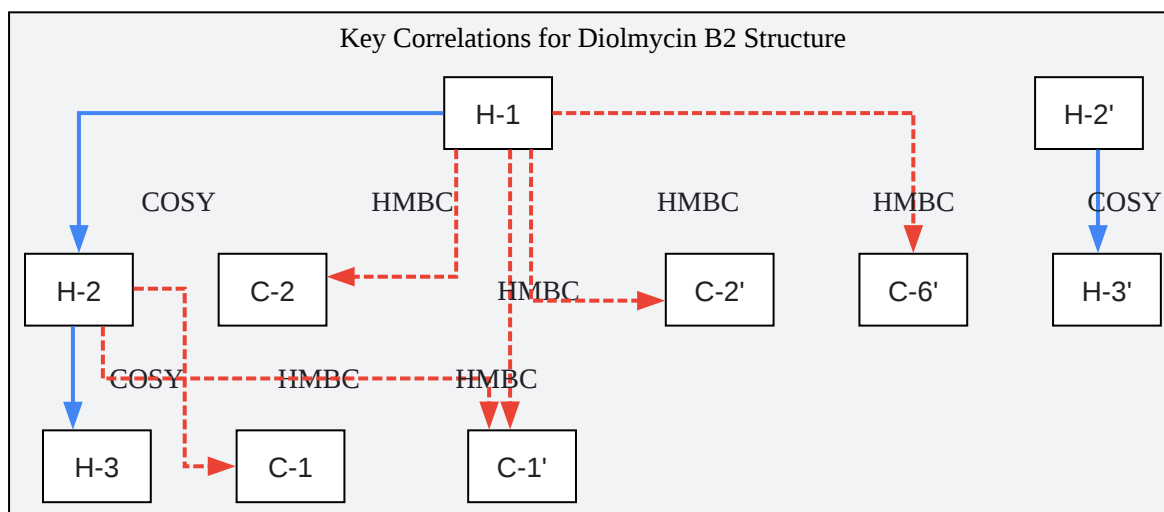 Key Correlations for Diolmycin B2 Structure
H-1
H-2'
COSY
HMBC
HMBC
HMBC
COSY
H-2
C-2
HMBC
C-2'
C-6'
H-3'
COSY
HMBC
HMBC
H-3
C-1
C-1'